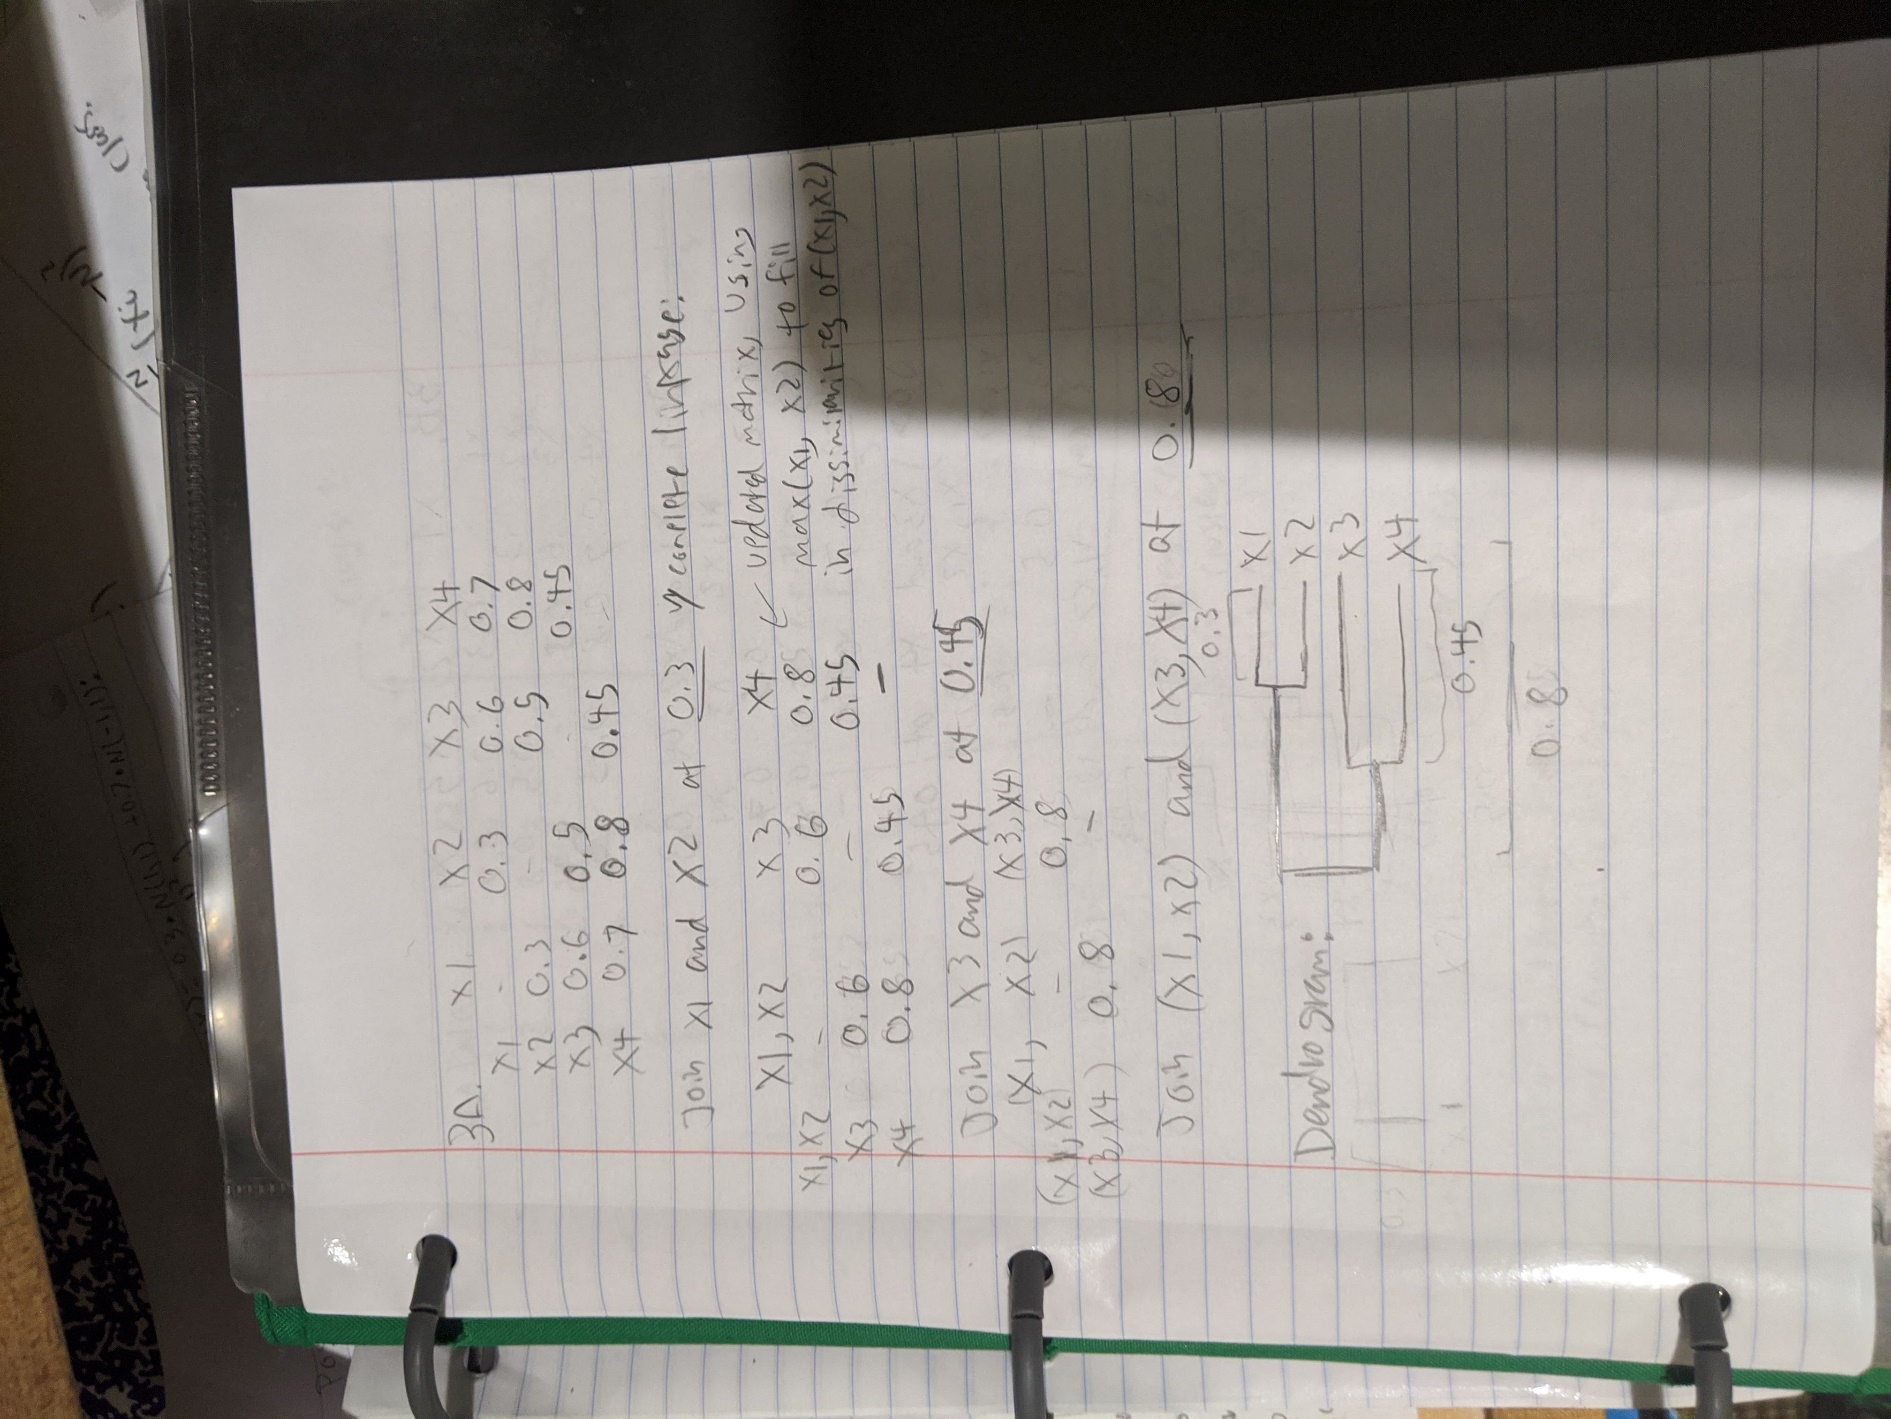 3A. x1 x2 x3 x4
x1 - 0.3 0.6 0.7
x2 0.3 - 0.5 0.8
x3 0.6 0.5 0.45
x4 0.7 0.8 0.45
Join x1 and x2 at 0.3 w/ complete linkage:
x1, x2 x3 x4 ← updated matrix, using
x1, x2 - 0.6 0.8 max(x1, x2) to fill
x3 0.6 - 0.45 in dissimilarities of (x1, x2)
x4 0.8 0.45 -
Join x3 and x4 at 0.45
(x1, x2) (x3, x4)
(x1, x2) - 0.8
(x3, x4) 0.8 -
Join (x1, x2) and (x3, x4) at 0.8
0.3
Dendrogram:
x1
x2
x3
x4
0.45
0.8
Class: